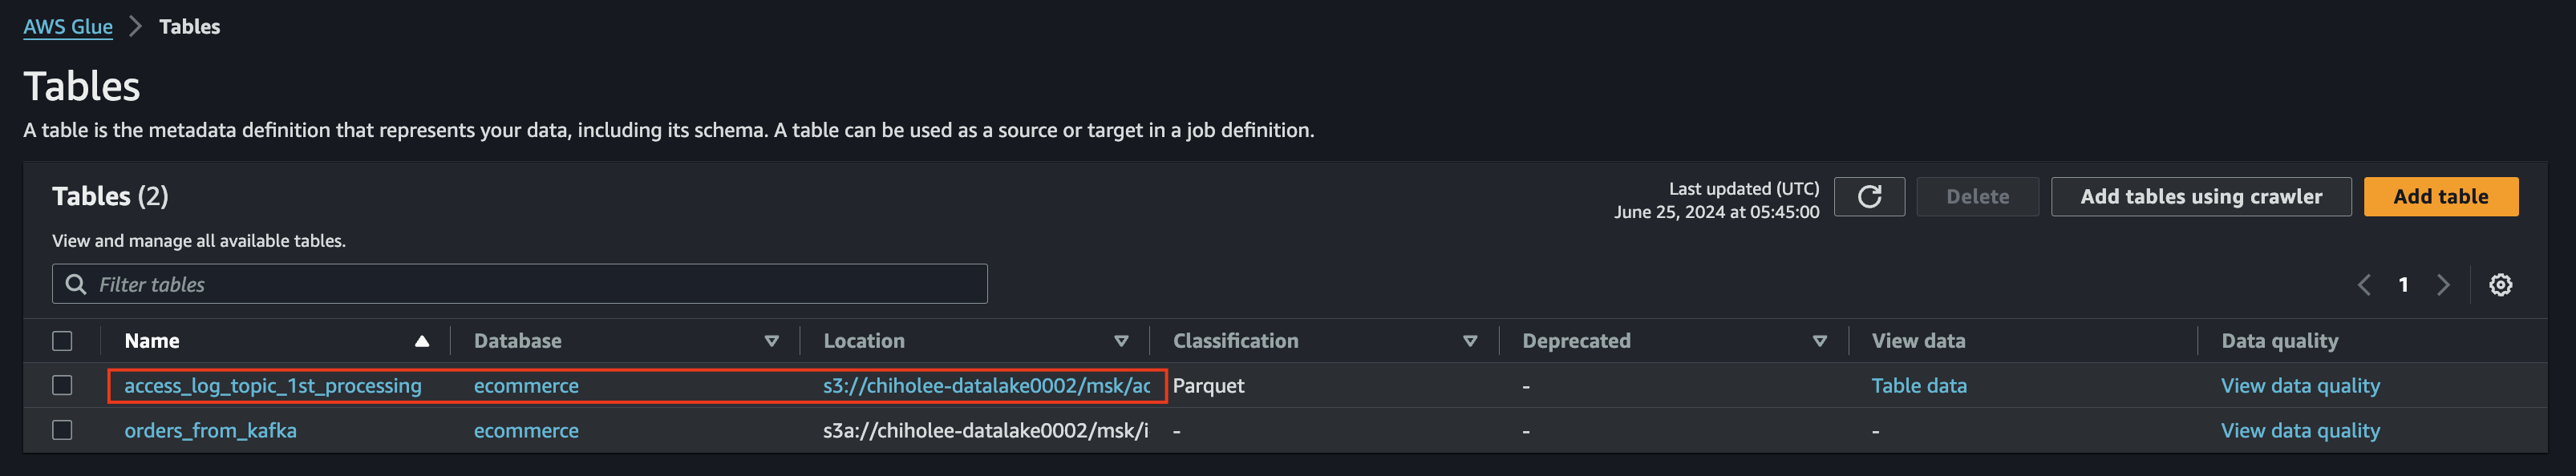 AWS Glue > Tables
Tables
A table is the metadata definition that represents your data, including its schema. A table can be used as a source or target in a job definition.
Tables (2)
Last updated (UTC)
June 25, 2024 at 05:45:00
Delete
Add tables using crawler
Add table
View and manage all available tables.
Filter tables
1
Name Database Location Classification Deprecated View data Data quality
access_log_topic_1st_processing ecommerce s3://chiholee-datalake0002/msk/ac Parquet - Table data View data quality
orders_from_kafka ecommerce s3a://chiholee-datalake0002/msk/i - - - View data quality